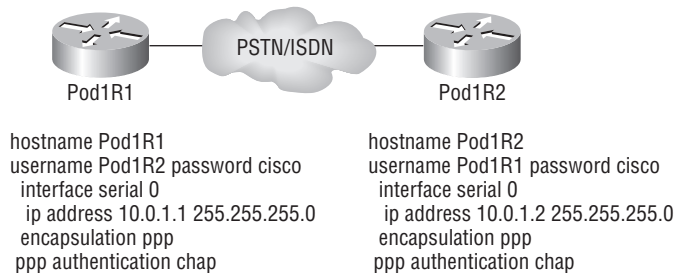 PSTN/ISDN
Pod1R1
Pod1R2
hostname Pod1R1
username Pod1R2 password cisco
interface serial 0
ip address 10.0.1.1 255.255.255.0
encapsulation ppp
ppp authentication chap
hostname Pod1R2
username Pod1R1 password cisco
interface serial 0
ip address 10.0.1.2 255.255.255.0
encapsulation ppp
ppp authentication chap